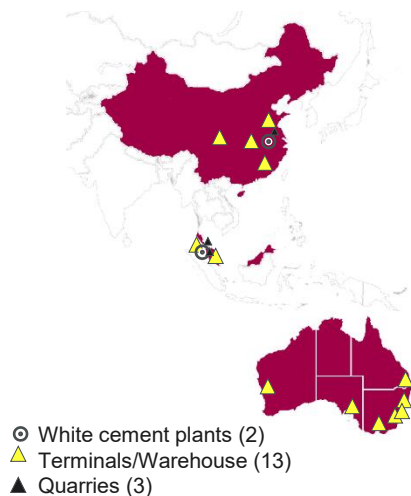 White cement plants (2)
Terminals/Warehouse (13)
Quarries (3)